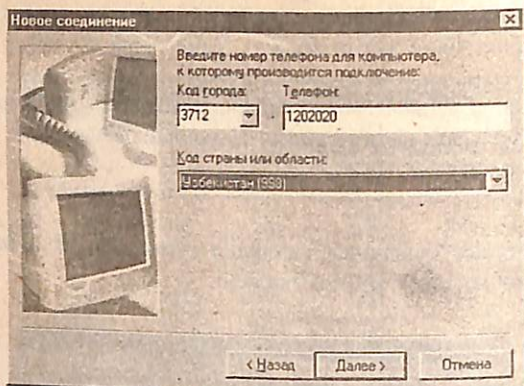 Новое соединение
Введите номер телефона для компьютера,
к которому производится подключение:
Код города: Телефон:
3712 - 1202020
Код страны или области:
Узбекистан (998)
< Назад Далее > Отмена